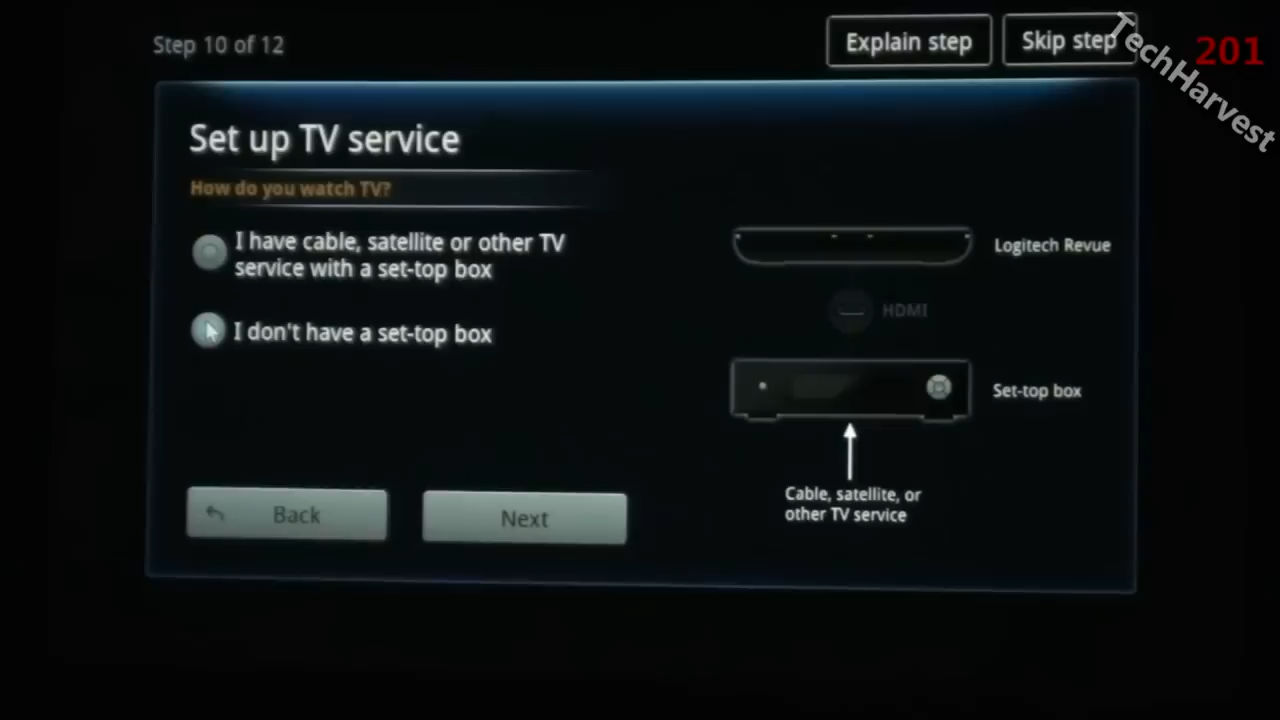 Step 10 of 12
Explain step
Skip step
TechHarvest
201
Set up TV service
How do you watch TV?
I have cable, satellite or other TV
service with a set-top box
I don't have a set-top box
Logitech Revue
HDMI
Set-top box
Cable, satellite, or
other TV service
Back
Next